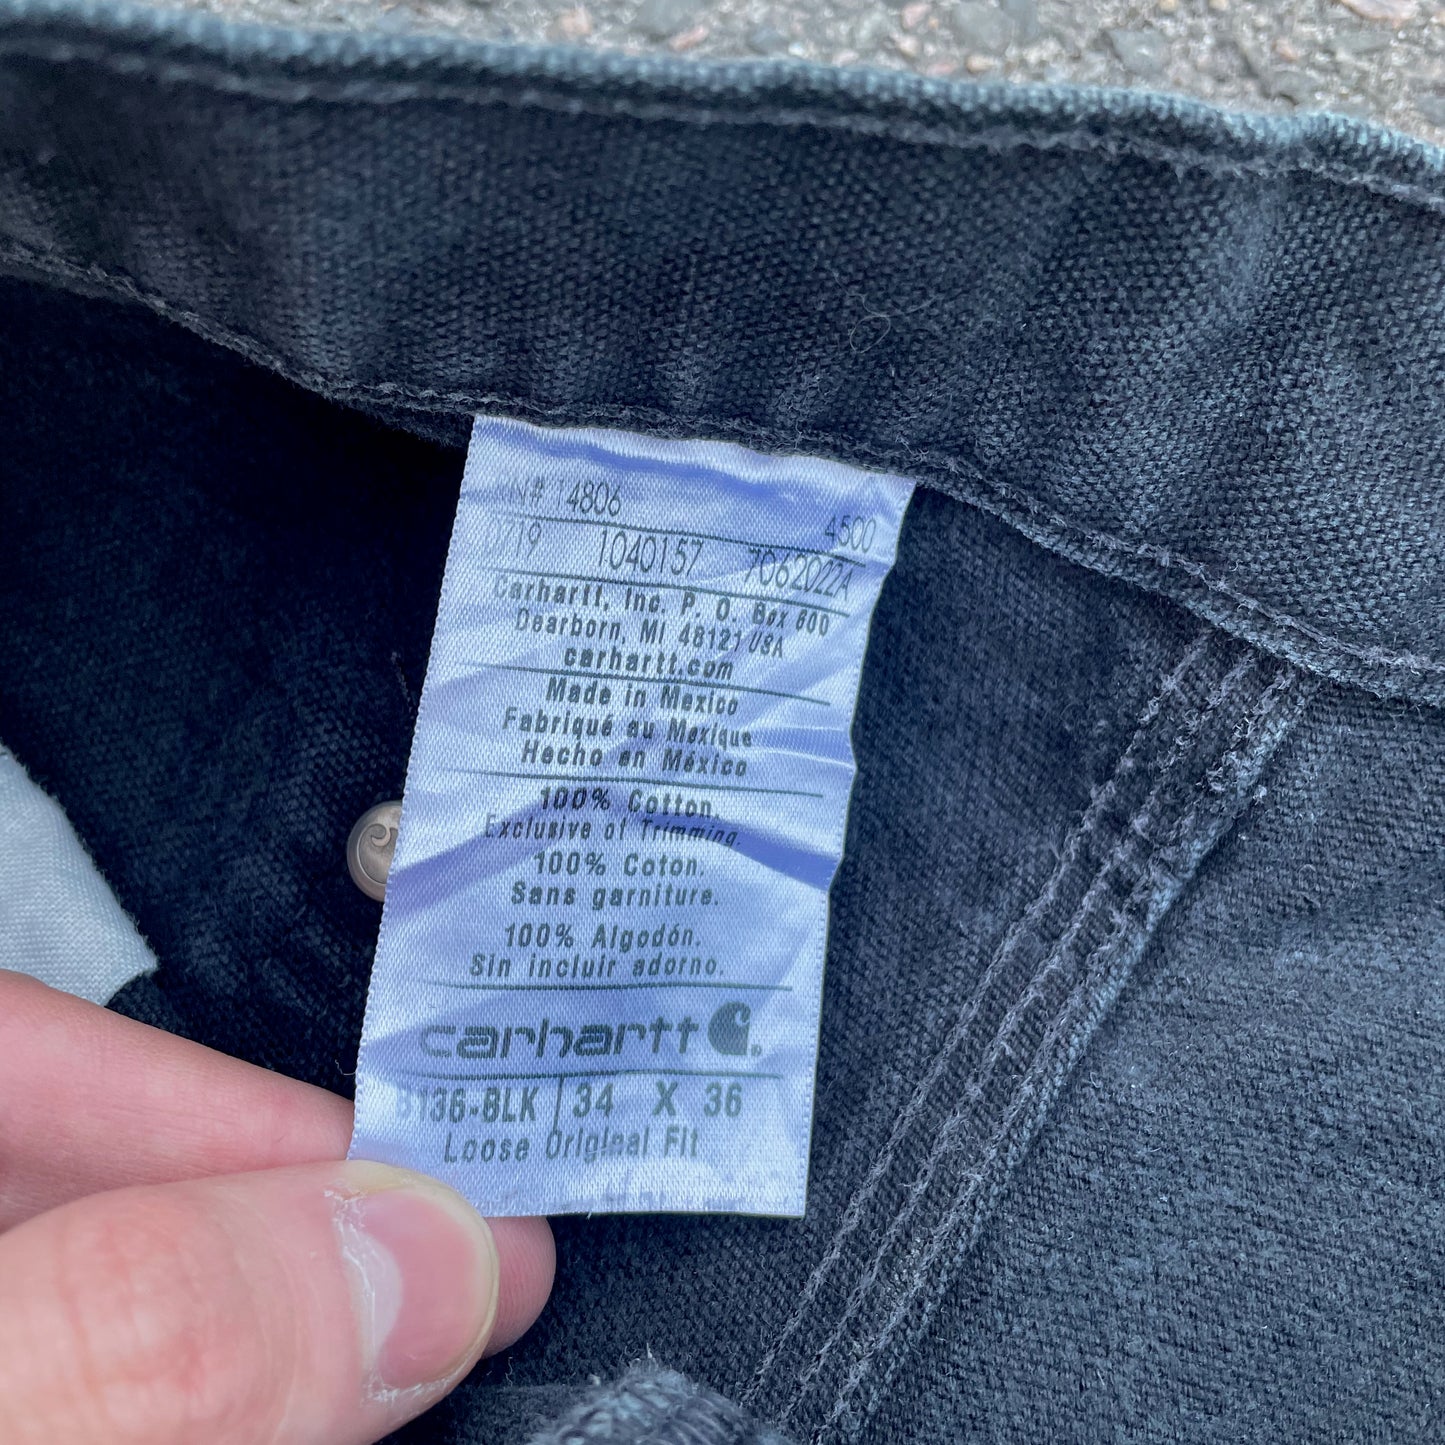 N# 14806 4500
0719 1040157 7062022A
Carhartt, Inc. P. O. Box 600
Dearborn, MI 48121 USA
carhartt.com
Made in Mexico
Fabriqué au Mexique
Hecho en México
100% Cotton.
Exclusive of Trimming.
100% Coton.
Sans garniture.
100% Algodón.
Sin incluir adorno.
carhartt
B136-BLK 34 X 36
Loose Original Fit